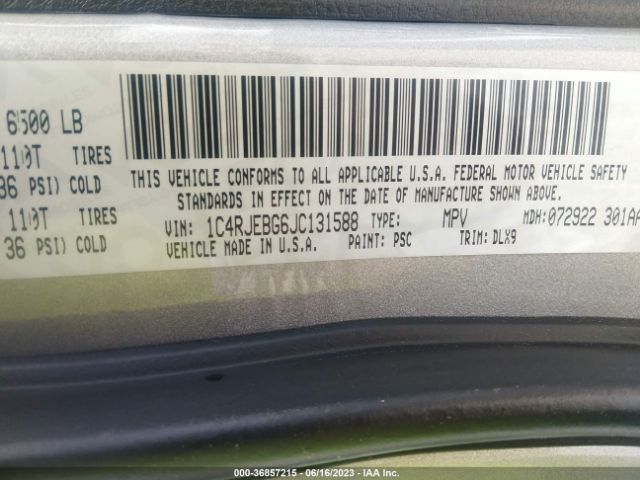 6500 LB
110T TIRES
36 PSI) COLD
110T TIRES
36 PSI) COLD
THIS VEHICLE CONFORMS TO ALL APPLICABLE U.S.A. FEDERAL MOTOR VEHICLE SAFETY
STANDARDS IN EFFECT ON THE DATE OF MANUFACTURE SHOWN ABOVE.
VIN: 1C4RJEBG6JC131588 TYPE: MPV MDH: 072922 301AA
VEHICLE MADE IN U.S.A. PAINT: PSC TRIM: DLX9
000-36857215 - 06/16/2023 - IAA Inc.